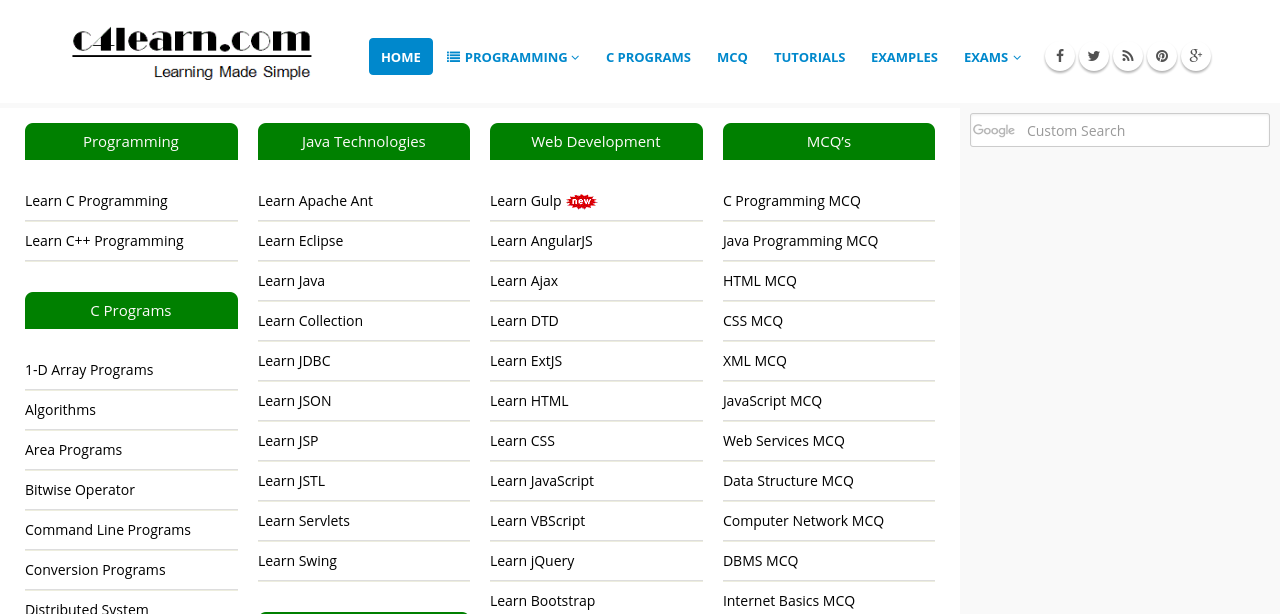 c4learn.com
Learning Made Simple
HOME
PROGRAMMING
C PROGRAMS
MCQ
TUTORIALS
EXAMPLES
EXAMS
Programming
Learn C Programming
Learn C++ Programming
C Programs
1-D Array Programs
Algorithms
Area Programs
Bitwise Operator
Command Line Programs
Conversion Programs
Distributed System
Java Technologies
Learn Apache Ant
Learn Eclipse
Learn Java
Learn Collection
Learn JDBC
Learn JSON
Learn JSP
Learn JSTL
Learn Servlets
Learn Swing
Web Development
Learn Gulp new
Learn AngularJS
Learn Ajax
Learn DTD
Learn ExtJS
Learn HTML
Learn CSS
Learn JavaScript
Learn VBScript
Learn jQuery
Learn Bootstrap
MCQ's
C Programming MCQ
Java Programming MCQ
HTML MCQ
CSS MCQ
XML MCQ
JavaScript MCQ
Web Services MCQ
Data Structure MCQ
Computer Network MCQ
DBMS MCQ
Internet Basics MCQ
Google Custom Search